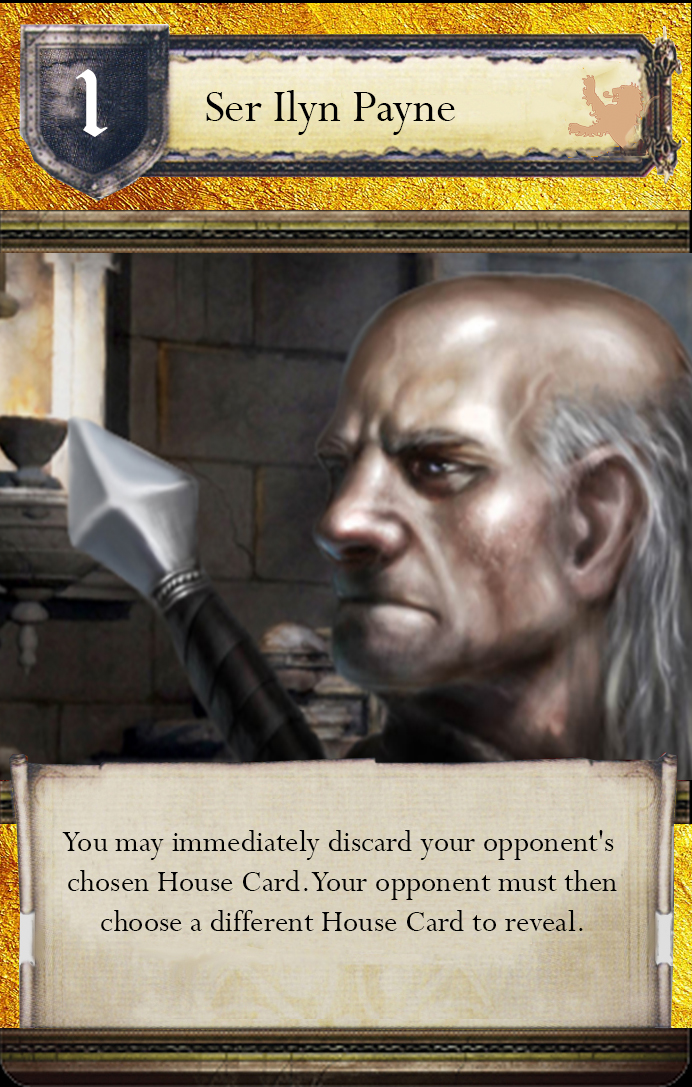 1
Ser Ilyn Payne
You may immediately discard your opponent's
chosen House Card.Your opponent must then
choose a different House Card to reveal.